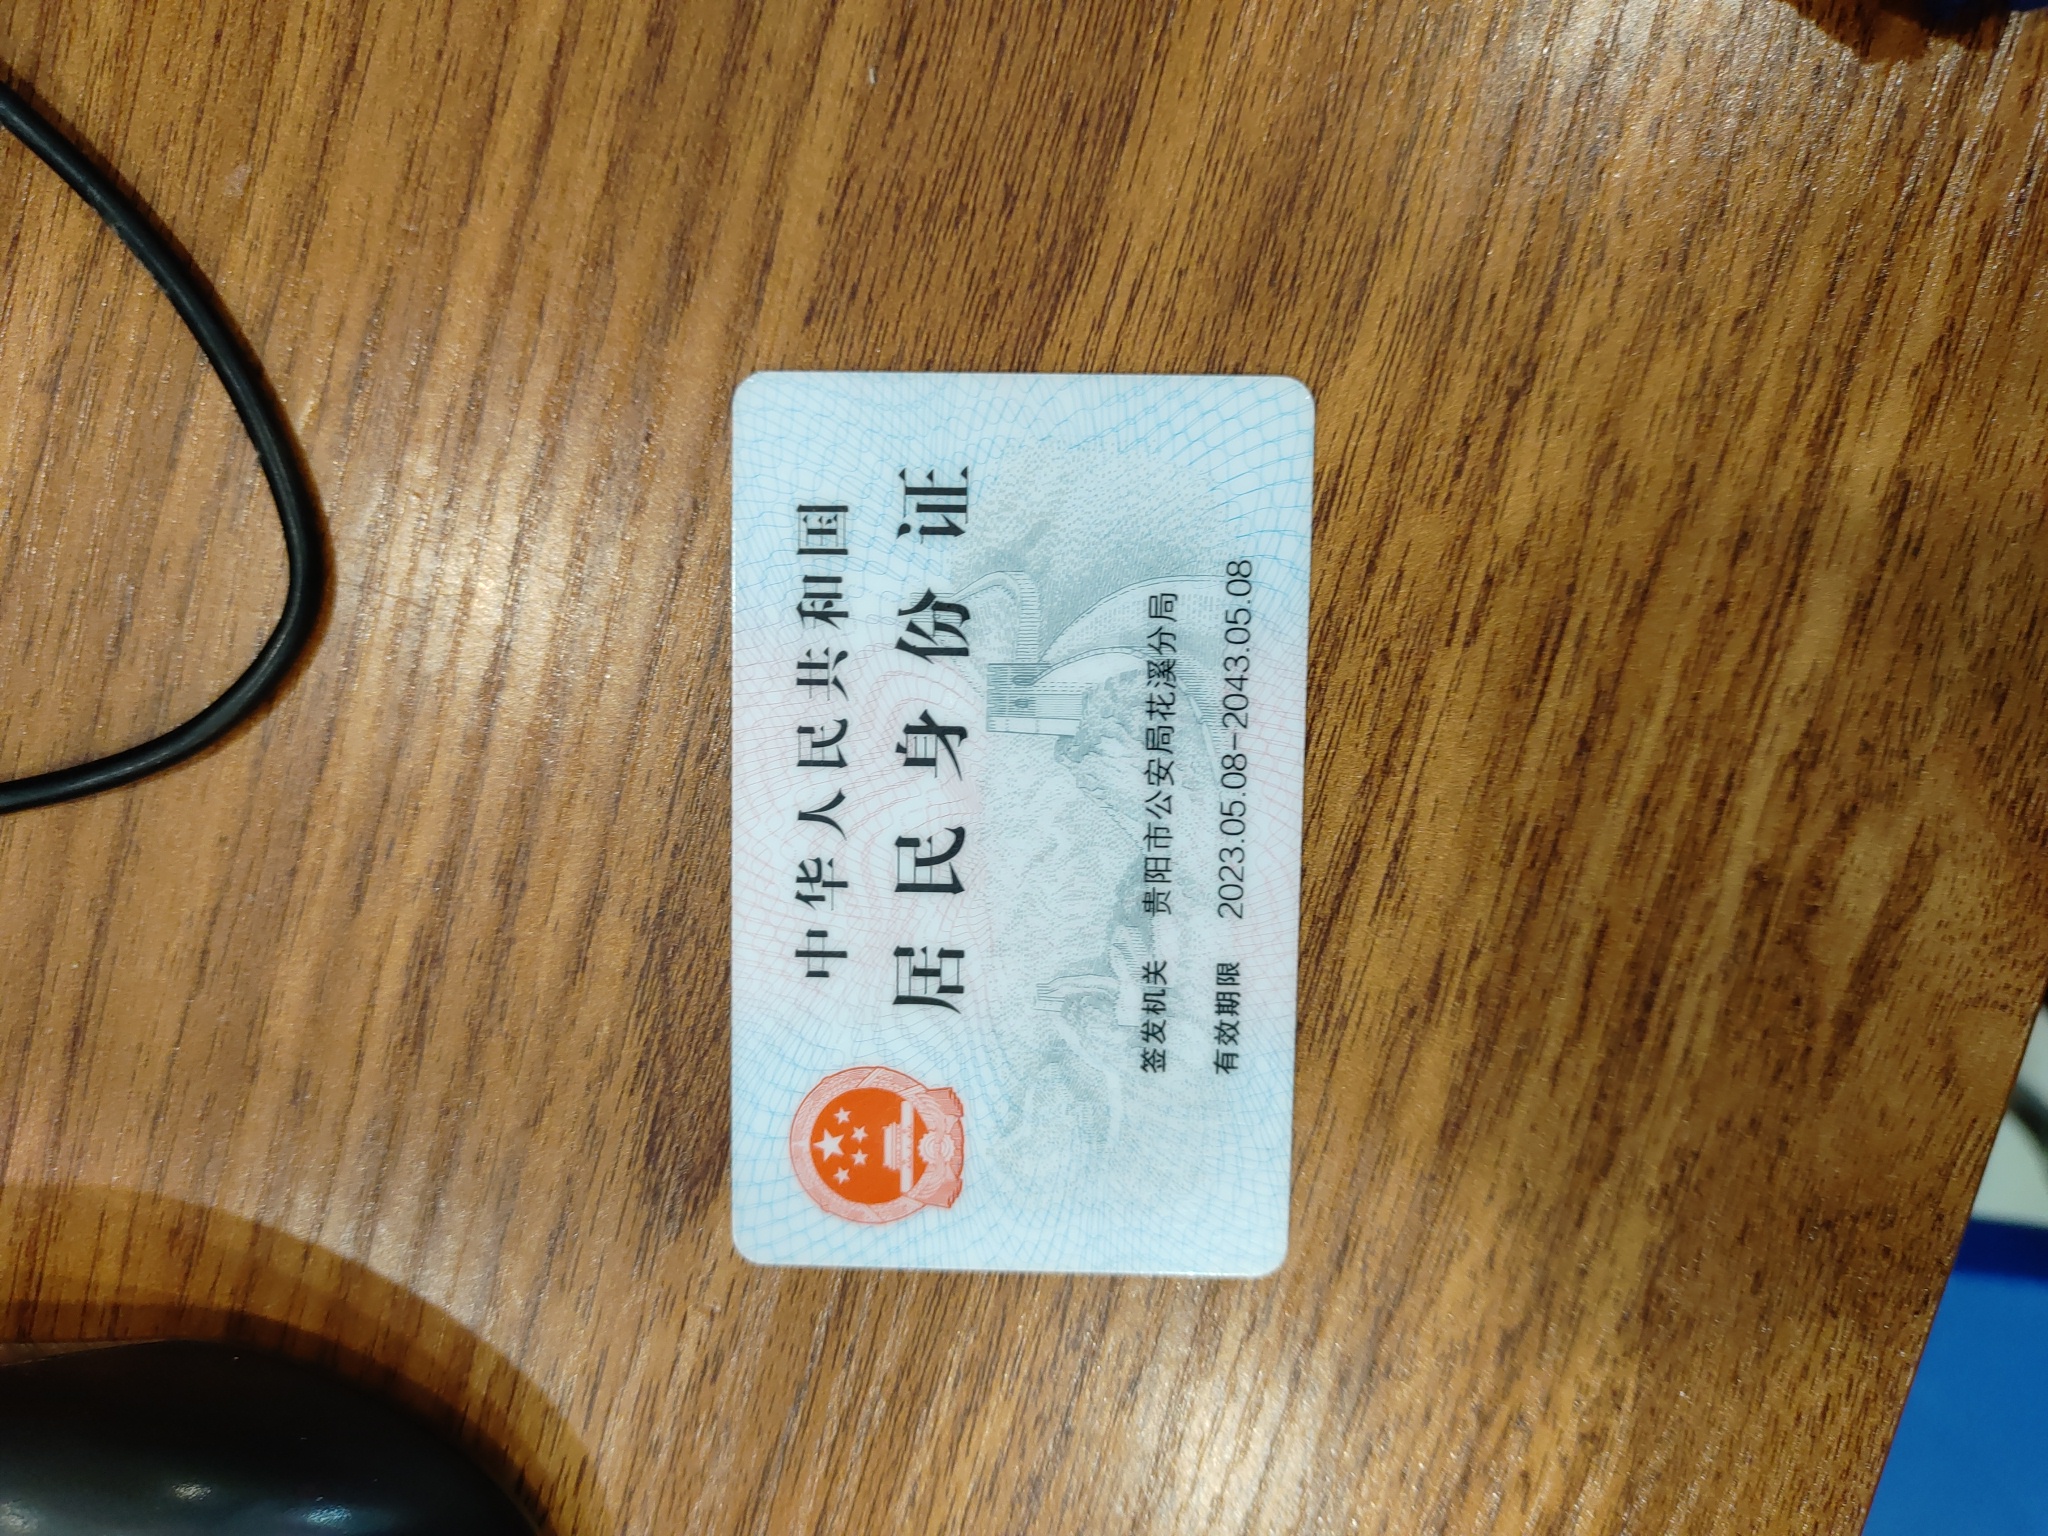 中华人民共和国
居民身份证
签发机关 贵阳市公安局花溪分局
有效期限 2023.05.08-2043.05.08